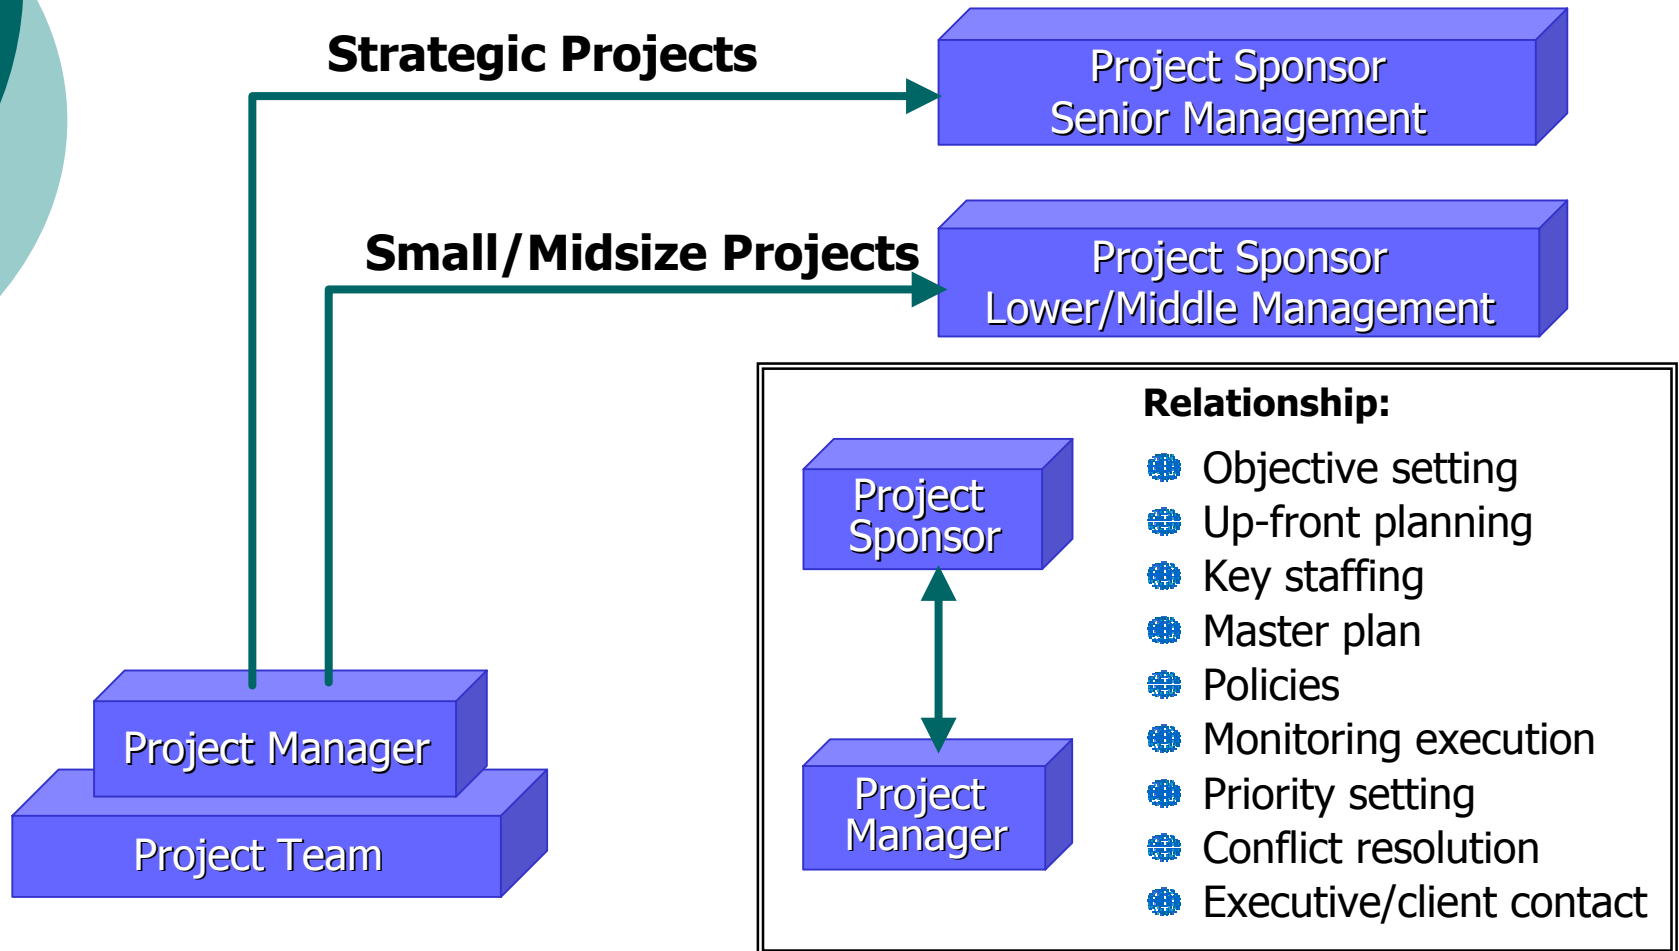 Strategic Projects
Project Sponsor
Senior Management
Small/Midsize Projects
Project Sponsor
Lower/Middle Management
Project Manager
Project Team
Project
Sponsor
Project
Manager
Relationship:
Objective setting
Up-front planning
Key staffing
Master plan
Policies
Monitoring execution
Priority setting
Conflict resolution
Executive/client contact